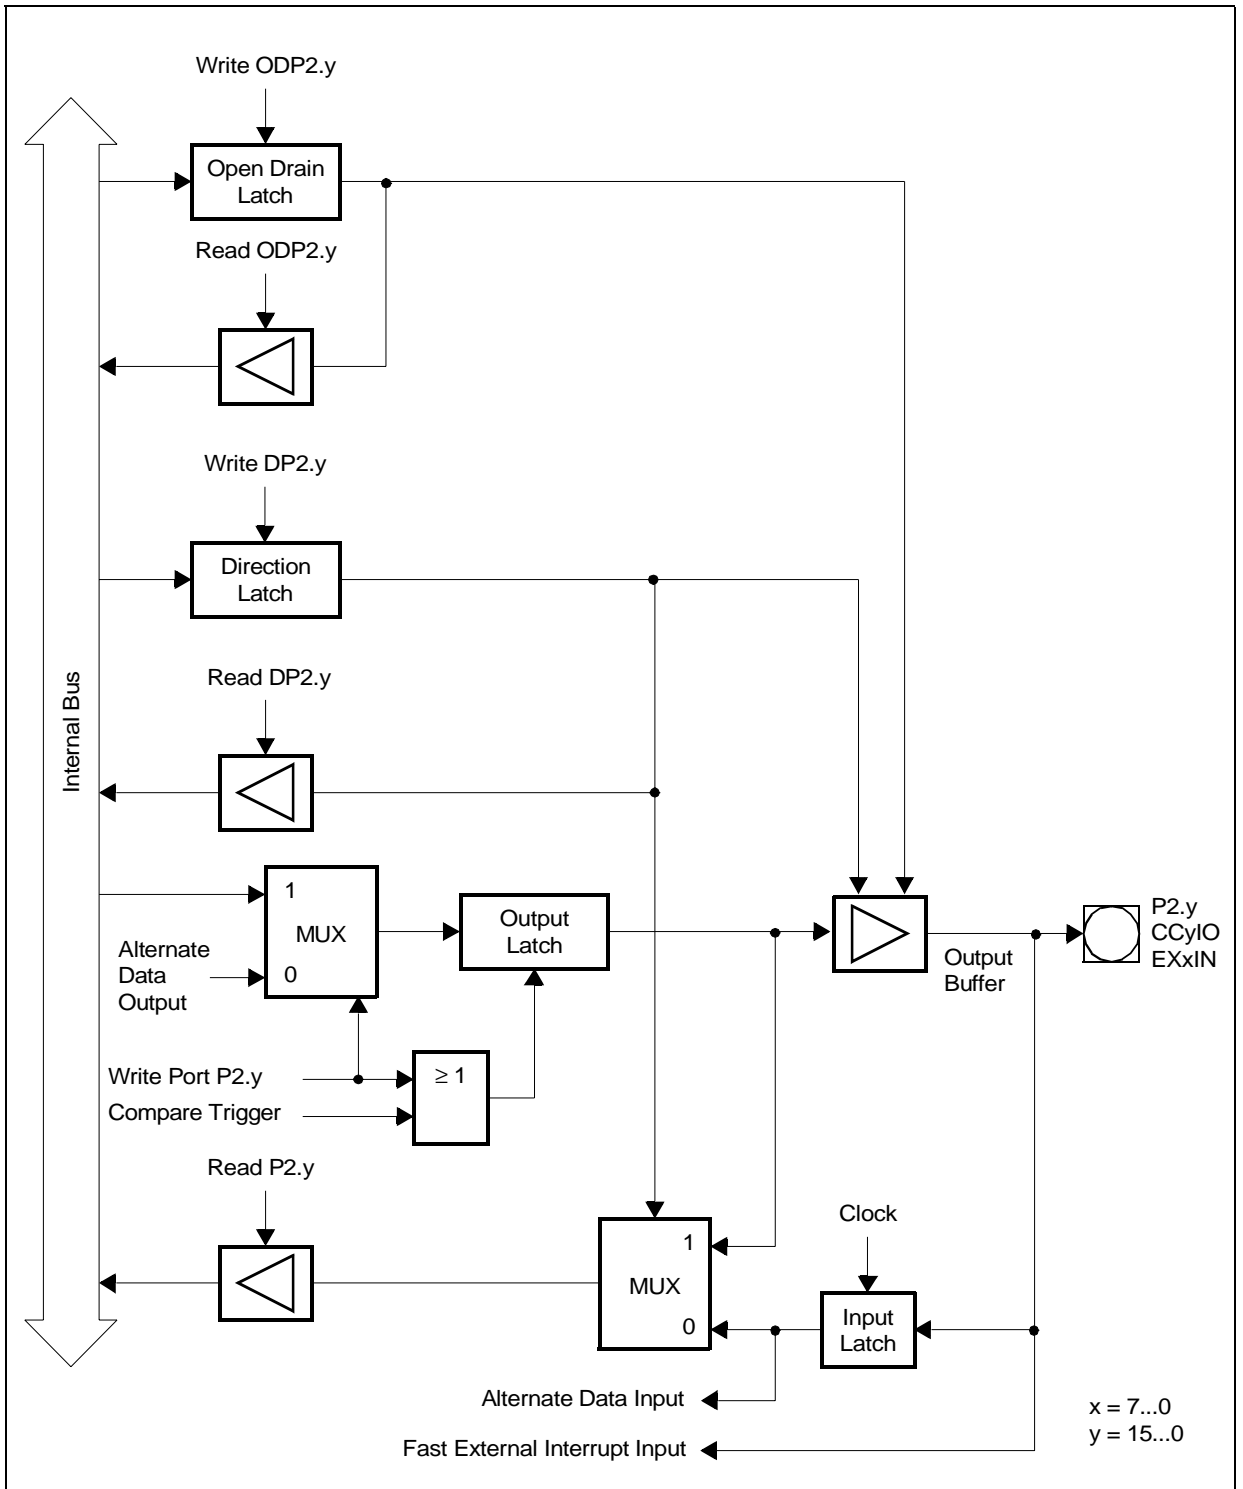 Write ODP2.y
Open Drain
Latch
Read ODP2.y
Write DP2.y
Direction
Latch
Internal Bus
Read DP2.y
1
MUX
0
Alternate
Data
Output
Output
Latch
Output
Buffer
P2.y
CCyIO
EXxIN
Write Port P2.y
Compare Trigger
≥ 1
Read P2.y
1
MUX
0
Clock
Input
Latch
Alternate Data Input
Fast External Interrupt Input
x = 7...0
y = 15...0